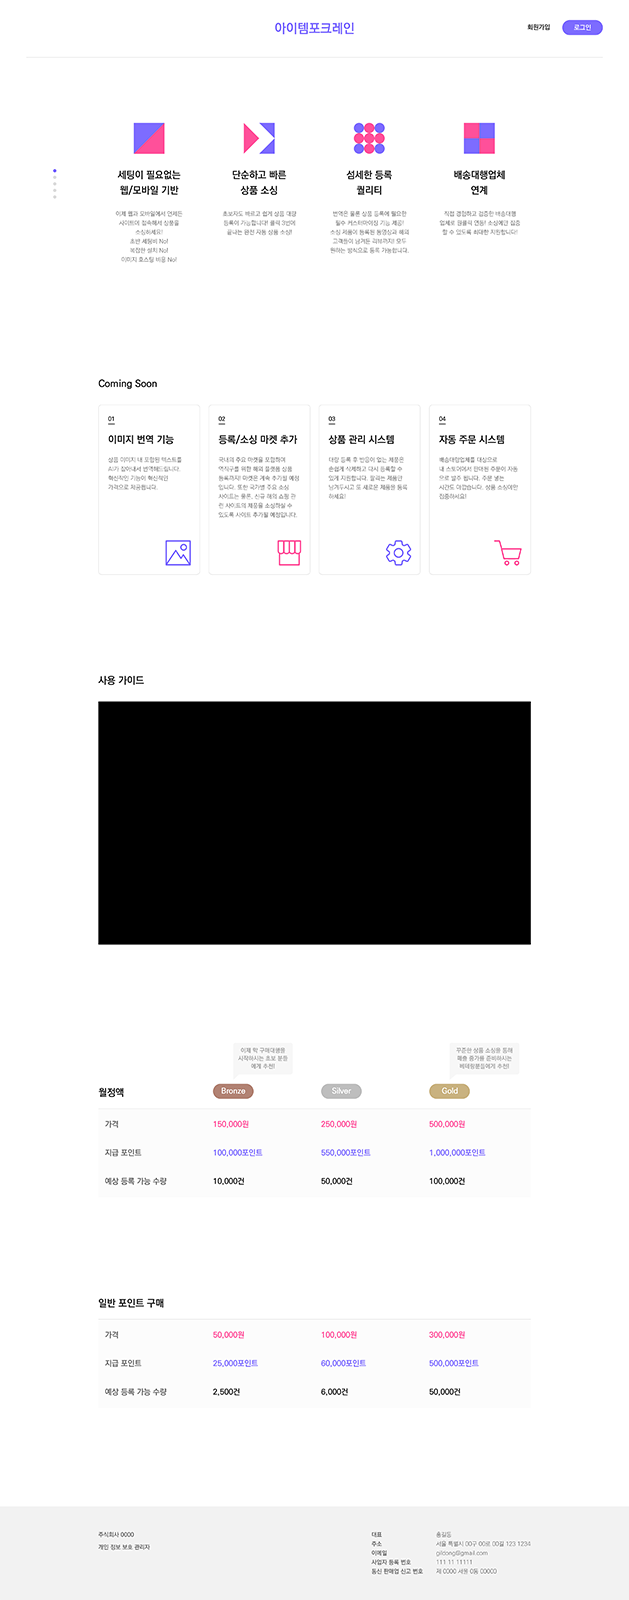 아이템포크레인
회원가입
로그인
세팅이 필요없는
웹/모바일 기반
이제 웹과 모바일에서 언제든
사이트에 접속해서 상품을
소싱하세요!
초반 세팅비 No!
복잡한 설치 No!
이미지 호스팅 비용 No!
단순하고 빠른
상품 소싱
초보자도 빠르고 쉽게 상품 대량
등록이 가능합니다! 클릭 3번에
끝나는 완전 자동 상품 소싱!
섬세한 등록
퀄리티
번역은 물론 상품 등록에 필요한
필수 커스터마이징 기능 제공!
소싱 제품에 등록된 동영상과 해외
고객들이 남겨둔 리뷰까지! 모두
원하는 방식으로 등록 가능합니다.
배송대행업체
연계
직접 경험하고 검증한 배송대행
업체로 원클릭 연동! 소싱에만 집중
할 수 있도록 최대한 지원합니다!
Coming Soon
01
이미지 번역 기능
상품 이미지 내 포함된 텍스트를
AI가 찾아내서 번역해드립니다.
혁신적인 기능이 혁신적인
가격으로 제공됩니다.
02
등록/소싱 마켓 추가
국내의 주요 마켓을 포함하여
역직구를 위한 해외 플랫폼 상품
등록까지! 마켓은 계속 추가될 예정
입니다. 또한 국가별 주요 소싱
사이트는 물론, 신규 해외 쇼핑 관
련 사이트의 제품을 소싱하실 수
있도록 사이트 추가될 예정입니다.
03
상품 관리 시스템
대량 등록 후 반응이 없는 제품은
손쉽게 삭제하고 다시 등록할 수
있게 지원합니다. 팔리는 제품만
남겨두시고 또 새로운 제품을 등록
하세요!
04
자동 주문 시스템
배송대행업체를 대상으로
내 스토어에서 판매된 주문이 자동
으로 발주 됩니다. 주문 넣는
시간도 아깝습니다. 상품 소싱에만
집중하세요!
사용 가이드
이제 막 구매대행을
시작하시는 초보 분들
에게 추천!
꾸준한 상품 소싱을 통해
매출 증가를 준비하시는
베테랑분들에게 추천!
월정액
Bronze
Silver
Gold
가격
150,000원
250,000원
500,000원
지급 포인트
100,000포인트
550,000포인트
1,000,000포인트
예상 등록 가능 수량
10,000건
50,000건
100,000건
일반 포인트 구매
가격
50,000원
100,000원
300,000원
지급 포인트
25,000포인트
60,000포인트
500,000포인트
예상 등록 가능 수량
2,500건
6,000건
50,000건
주식회사 0000
개인 정보 보호 관리자
대표 홍길동
주소 서울 특별시 00구 00로 00길 123 1234
이메일 gildong@gmail.com
사업자 등록 번호 111 11 11111
통신 판매업 신고 번호 제 0000 서울 0동 00000